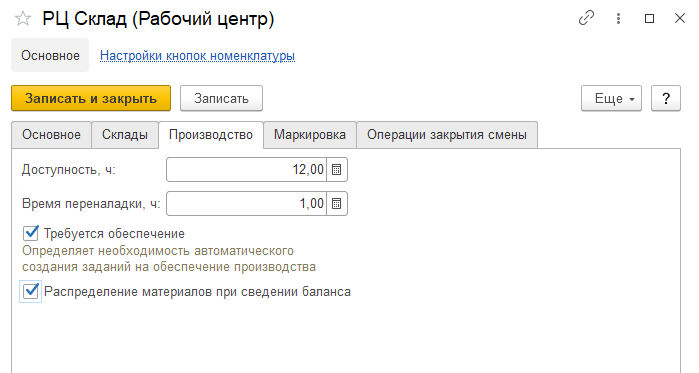 РЦ Склад (Рабочий центр)
Основное Настройки кнопок номенклатуры
Записать и закрыть Записать Еще ?
Основное Склады Производство Маркировка Операции закрытия смены
Доступность, ч: 12,00
Время переналадки, ч: 1,00
Требуется обеспечение
Определяет необходимость автоматического
создания заданий на обеспечение производства
Распределение материалов при сведении баланса